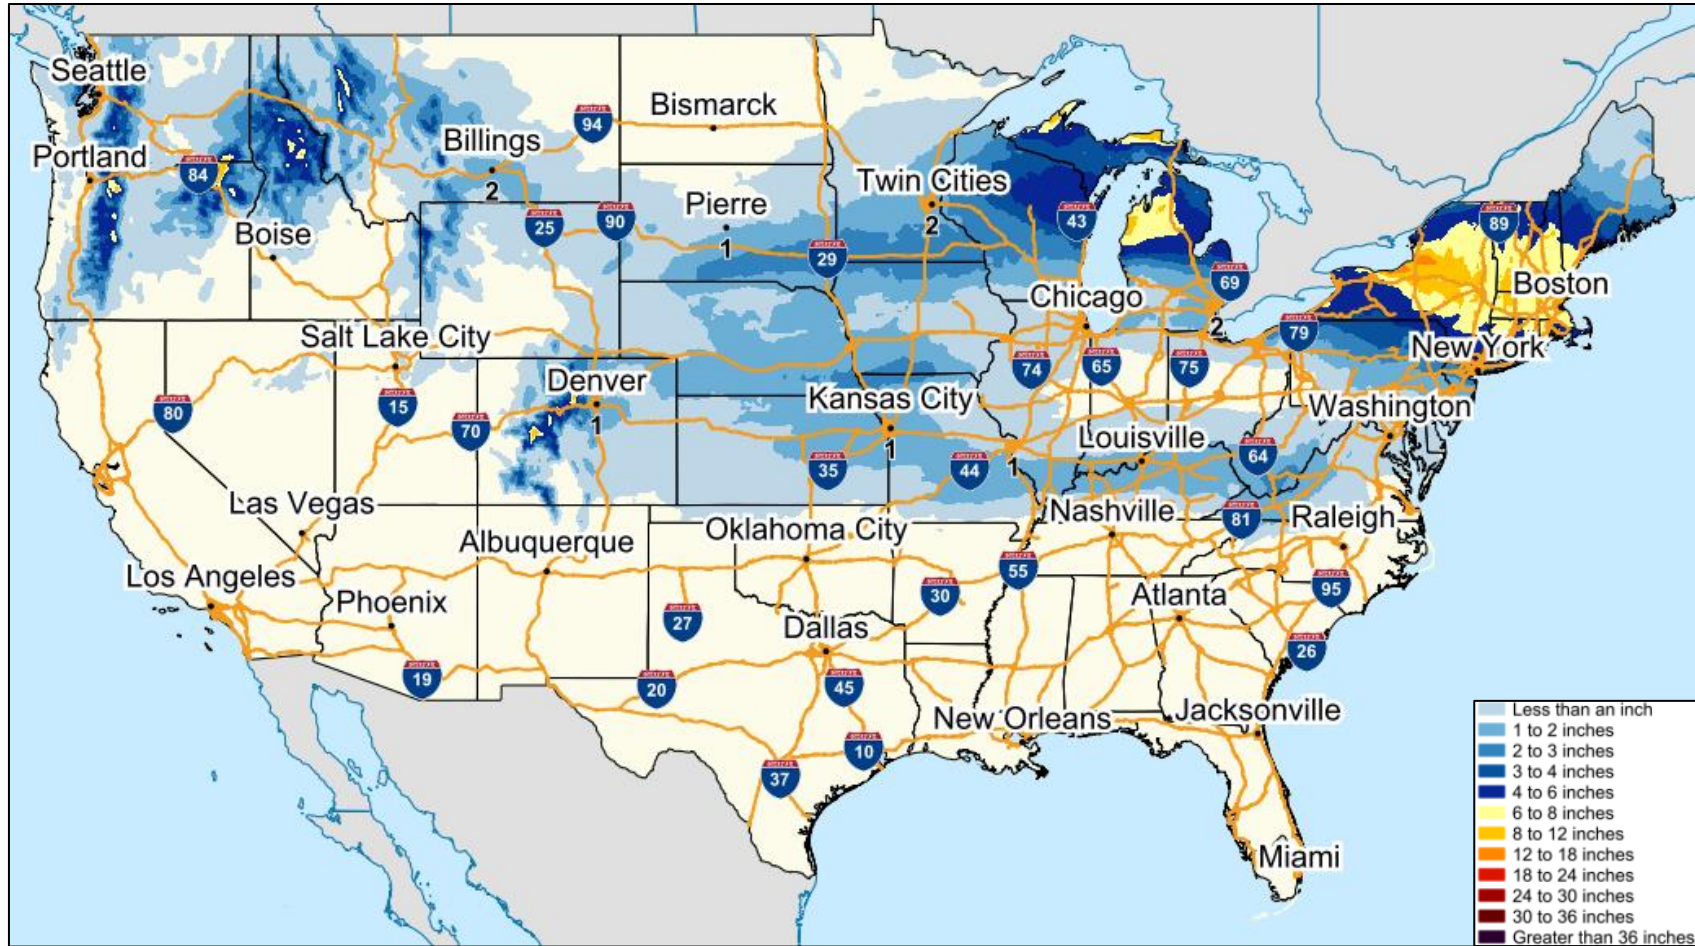 Seattle
94
Bismarck
Portland
Billings
84
2
Twin Cities
Pierre
2
43
89
Boise
25
90
1
29
69
Boston
Chicago
Salt Lake City
2
79
New York
Denver
74
65
75
80
15
70
1
Kansas City
Washington
1
35
44
1
Louisville
64
Las Vegas
Albuquerque
Oklahoma City
Nashville
81
Raleigh
Los Angeles
Phoenix
55
30
Atlanta
95
27
Dallas
26
19
20
45
New Orleans
Jacksonville
37
10
Miami
Less than an inch
1 to 2 inches
2 to 3 inches
3 to 4 inches
4 to 6 inches
6 to 8 inches
8 to 12 inches
12 to 18 inches
18 to 24 inches
24 to 30 inches
30 to 36 inches
Greater than 36 inches